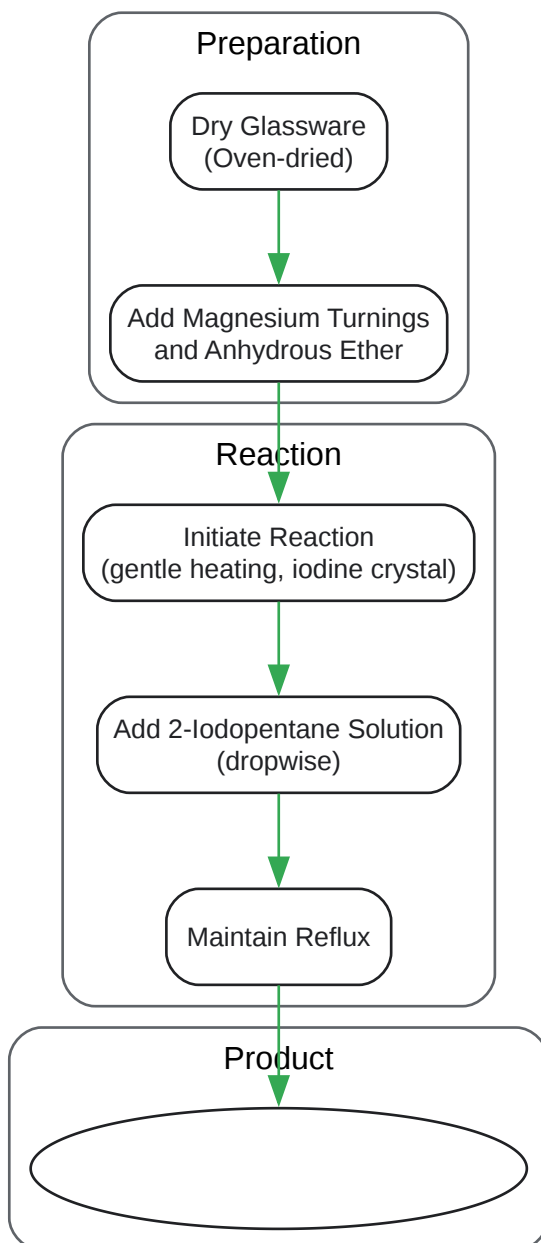 Preparation
Dry Glassware
(Oven-dried)
Add Magnesium Turnings
and Anhydrous Ether
Reaction
Initiate Reaction
(gentle heating, iodine crystal)
Add 2-Iodopentane Solution
(dropwise)
Maintain Reflux
Product